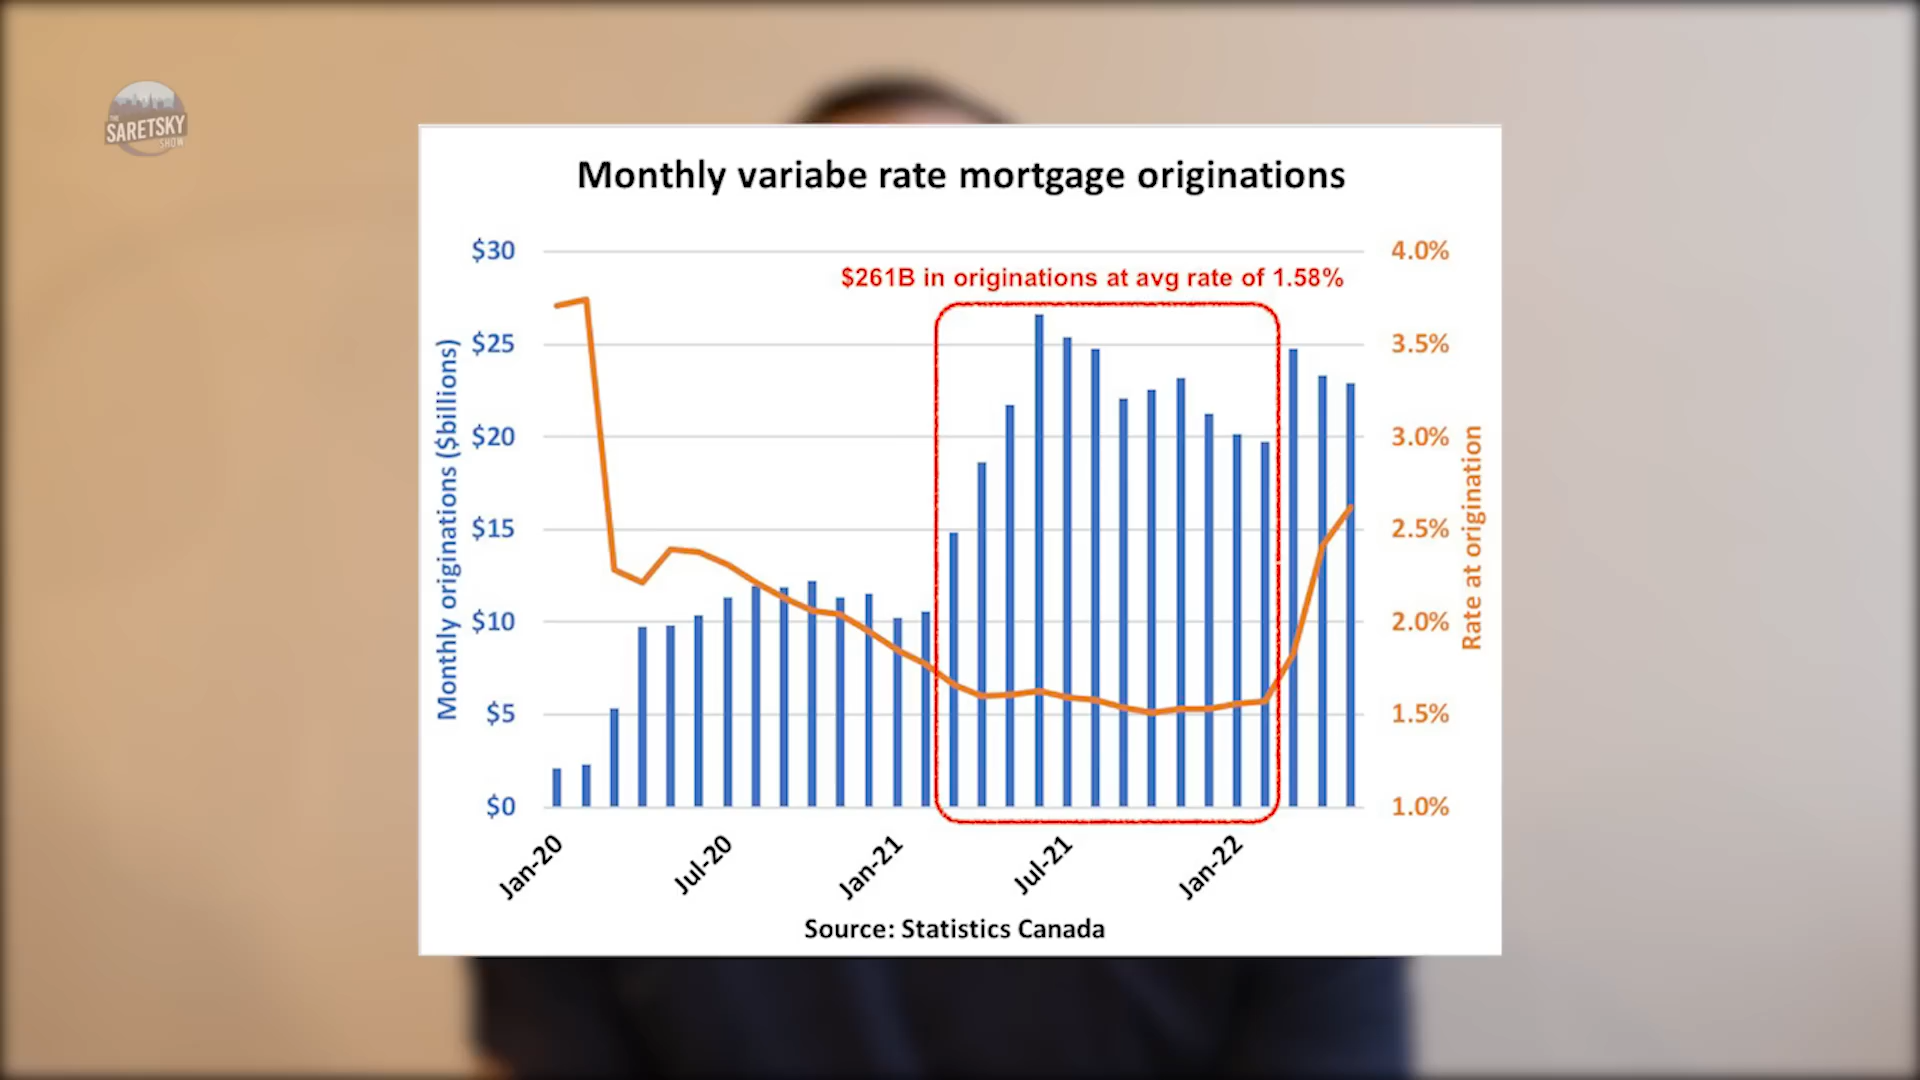 THE
SARETSKY
SHOW
Monthly variabe rate mortgage originations
$261B in originations at avg rate of 1.58%
Monthly originations ($billions)
$30
$25
$20
$15
$10
$5
$0
4.0%
3.5%
3.0%
2.5%
2.0%
1.5%
1.0%
Rate at origination
Jan-20
Jul-20
Jan-21
Jul-21
Jan-22
Source: Statistics Canada